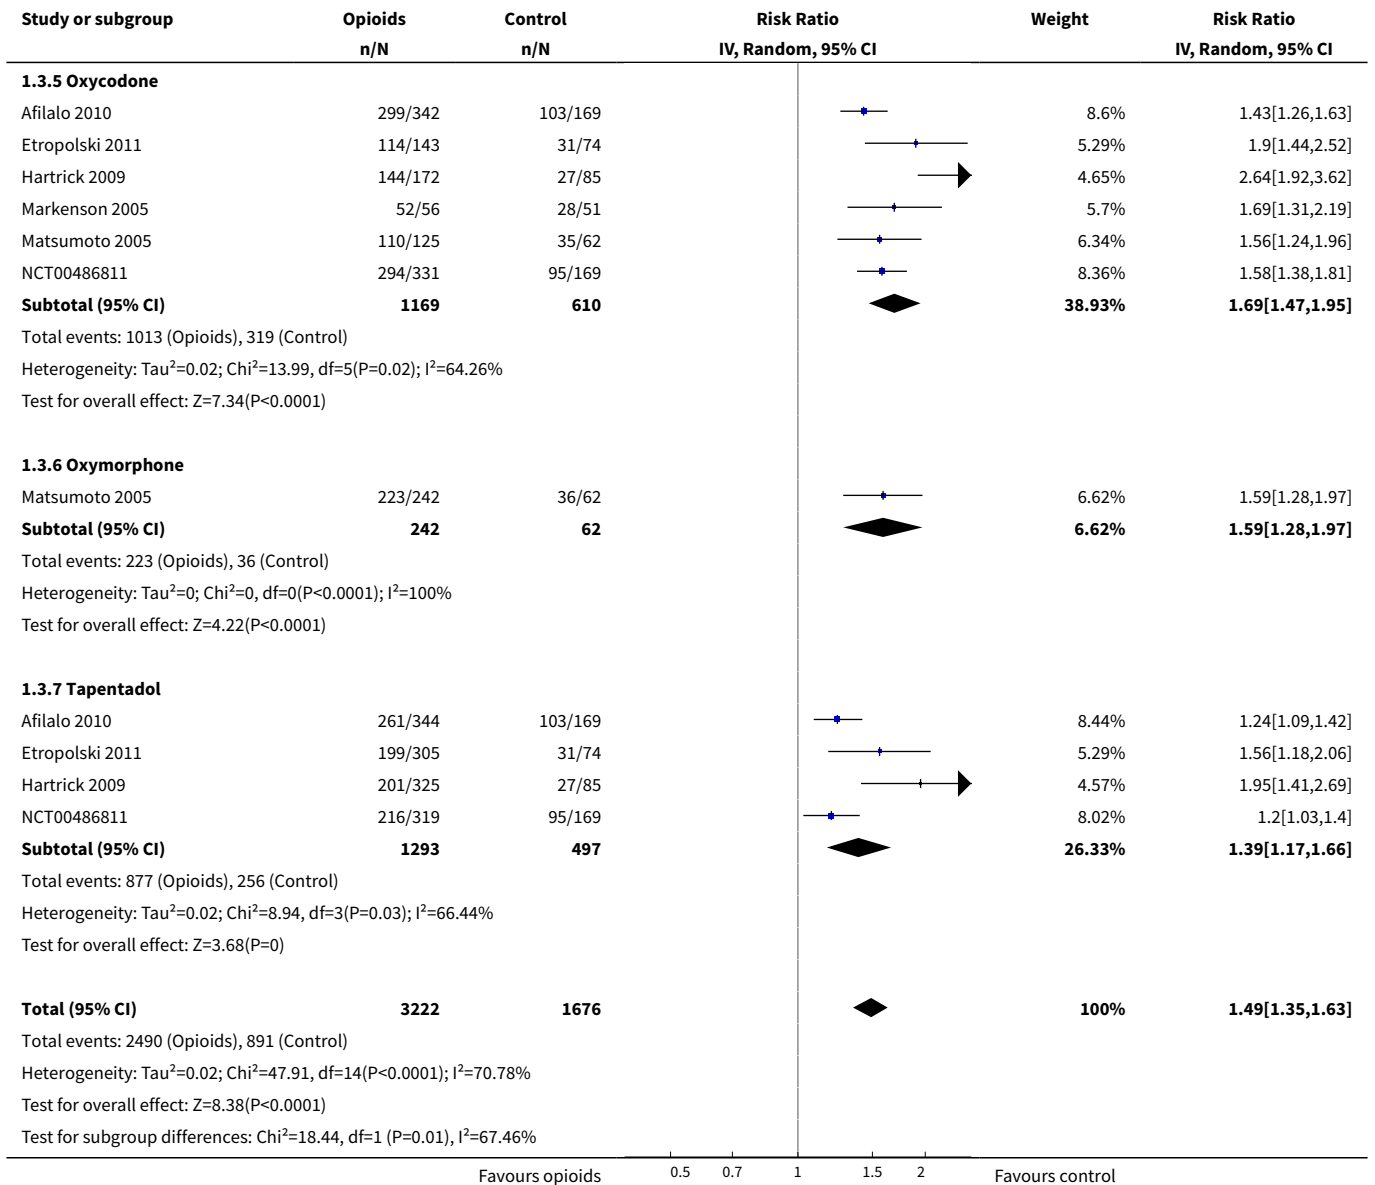 Study or subgroup Opioids Control Risk Ratio Weight Risk Ratio
n/N n/N IV, Random, 95% CI IV, Random, 95% CI
1.3.5 Oxycodone
Afilalo 2010 299/342 103/169 8.6% 1.43[1.26,1.63]
Etropolski 2011 114/143 31/74 5.29% 1.9[1.44,2.52]
Hartrick 2009 144/172 27/85 4.65% 2.64[1.92,3.62]
Markenson 2005 52/56 28/51 5.7% 1.69[1.31,2.19]
Matsumoto 2005 110/125 35/62 6.34% 1.56[1.24,1.96]
NCT00486811 294/331 95/169 8.36% 1.58[1.38,1.81]
Subtotal (95% CI) 1169 610 38.93% 1.69[1.47,1.95]
Total events: 1013 (Opioids), 319 (Control)
Heterogeneity: Tau²=0.02; Chi²=13.99, df=5(P=0.02); I²=64.26%
Test for overall effect: Z=7.34(P<0.0001)
1.3.6 Oxymorphone
Matsumoto 2005 223/242 36/62 6.62% 1.59[1.28,1.97]
Subtotal (95% CI) 242 62 6.62% 1.59[1.28,1.97]
Total events: 223 (Opioids), 36 (Control)
Heterogeneity: Tau²=0; Chi²=0, df=0(P<0.0001); I²=100%
Test for overall effect: Z=4.22(P<0.0001)
1.3.7 Tapentadol
Afilalo 2010 261/344 103/169 8.44% 1.24[1.09,1.42]
Etropolski 2011 199/305 31/74 5.29% 1.56[1.18,2.06]
Hartrick 2009 201/325 27/85 4.57% 1.95[1.41,2.69]
NCT00486811 216/319 95/169 8.02% 1.2[1.03,1.4]
Subtotal (95% CI) 1293 497 26.33% 1.39[1.17,1.66]
Total events: 877 (Opioids), 256 (Control)
Heterogeneity: Tau²=0.02; Chi²=8.94, df=3(P=0.03); I²=66.44%
Test for overall effect: Z=3.68(P=0)
Total (95% CI) 3222 1676 100% 1.49[1.35,1.63]
Total events: 2490 (Opioids), 891 (Control)
Heterogeneity: Tau²=0.02; Chi²=47.91, df=14(P<0.0001); I²=70.78%
Test for overall effect: Z=8.38(P<0.0001)
Test for subgroup differences: Chi²=18.44, df=1 (P=0.01), I²=67.46%
Favours opioids 0.5 0.7 1 1.5 2 Favours control